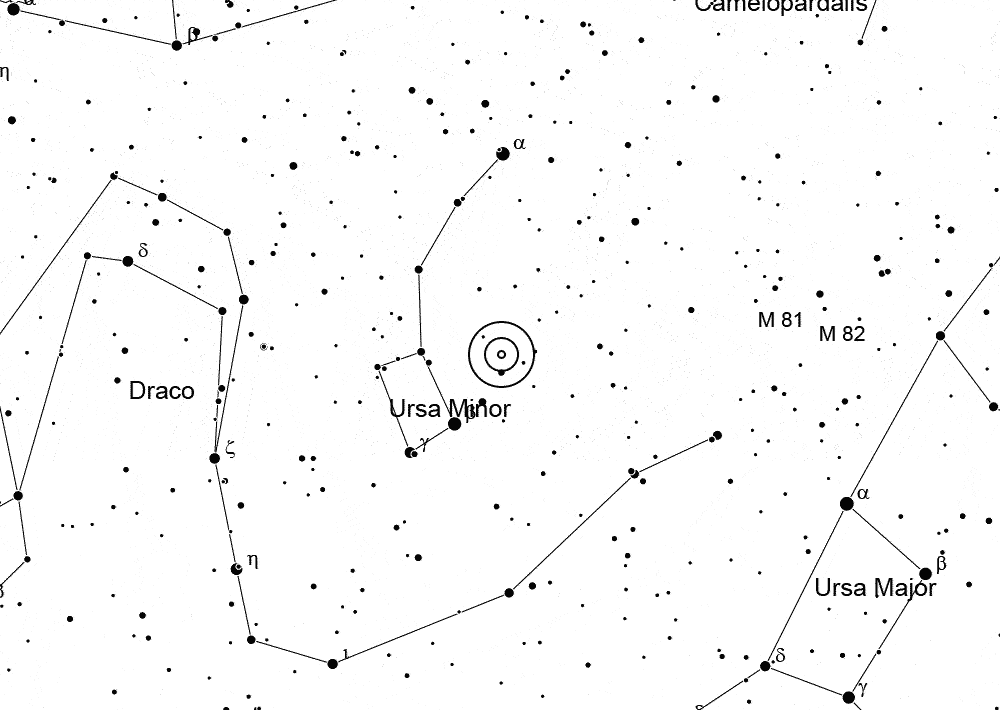 Camelopardalis
α
β
η
α
δ
M 81
M 82
Draco
Ursa Minor
β
γ
ζ
α
η
β
Ursa Major
ι
δ
γ